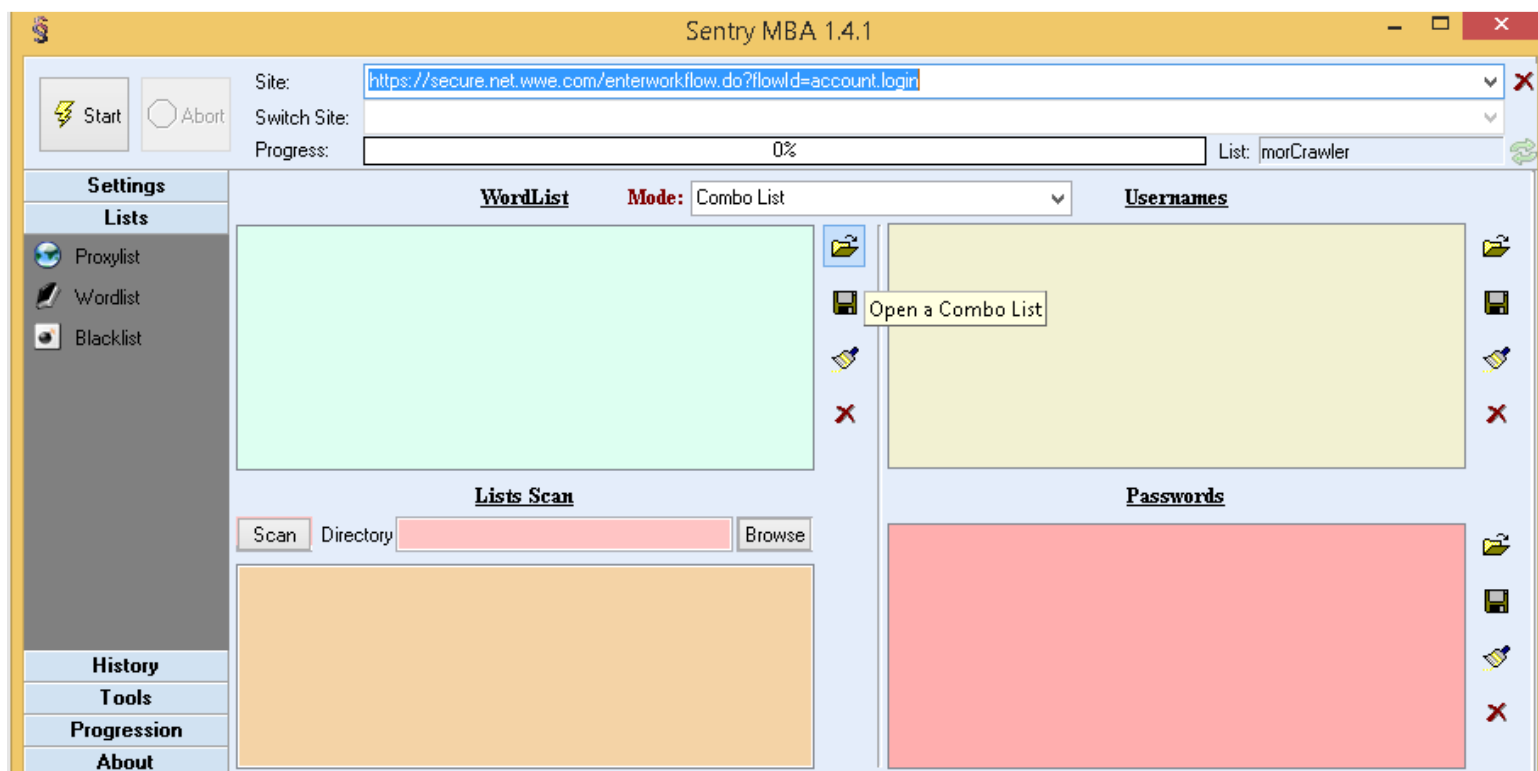 Sentry MBA 1.4.1
Start
Abort
Site:
https://secure.net.wwe.com/enterworkflow.do?flowId=account.login
Switch Site:
Progress:
0%
List: morCrawler
Settings
Lists
Proxylist
Wordlist
Blacklist
History
Tools
Progression
About
WordList
Mode: Combo List
Usernames
Open a Combo List
Lists Scan
Scan Directory Browse
Passwords